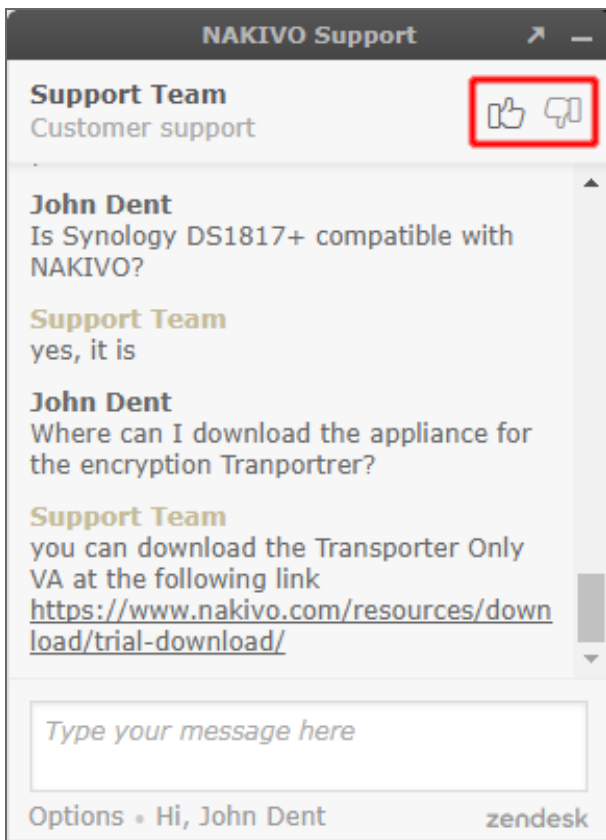 NAKIVO Support
Support Team
Customer support
John Dent
Is Synology DS1817+ compatible with
NAKIVO?
Support Team
yes, it is
John Dent
Where can I download the appliance for
the encryption Tranportrer?
Support Team
you can download the Transporter Only
VA at the following link
https://www.nakivo.com/resources/down
load/trial-download/
Type your message here
Options • Hi, John Dent
zendesk